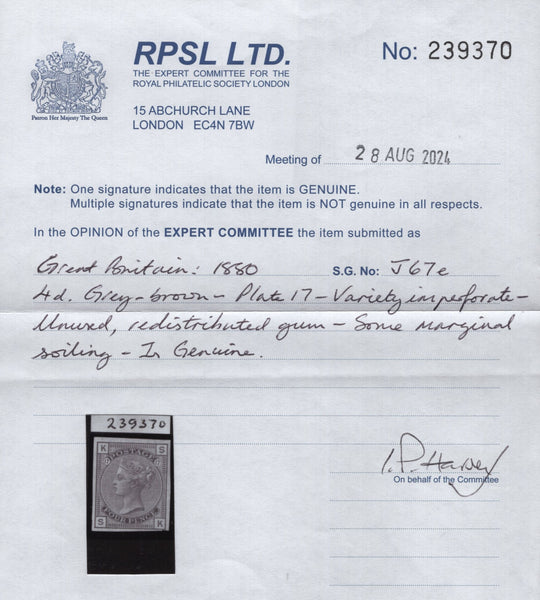 RPSL LTD.
THE EXPERT COMMITTEE FOR THE
ROYAL PHILATELIC SOCIETY LONDON
No: 239370
Patron Her Majesty The Queen
15 ABCHURCH LANE
LONDON EC4N 7BW
Meeting of 28 AUG 2024
Note: One signature indicates that the item is GENUINE.
Multiple signatures indicate that the item is NOT genuine in all respects.
In the OPINION of the EXPERT COMMITTEE the item submitted as
Great Britain: 1880 S.G. No: J67e
4d. Grey-brown - Plate 17 - Variety imperforate -
Unused, redistributed gum - Some marginal
soiling - Is Genuine.
239370
K POSTAGE S
S FOUR PENCE K
I.P. Harvey
On behalf of the Committee